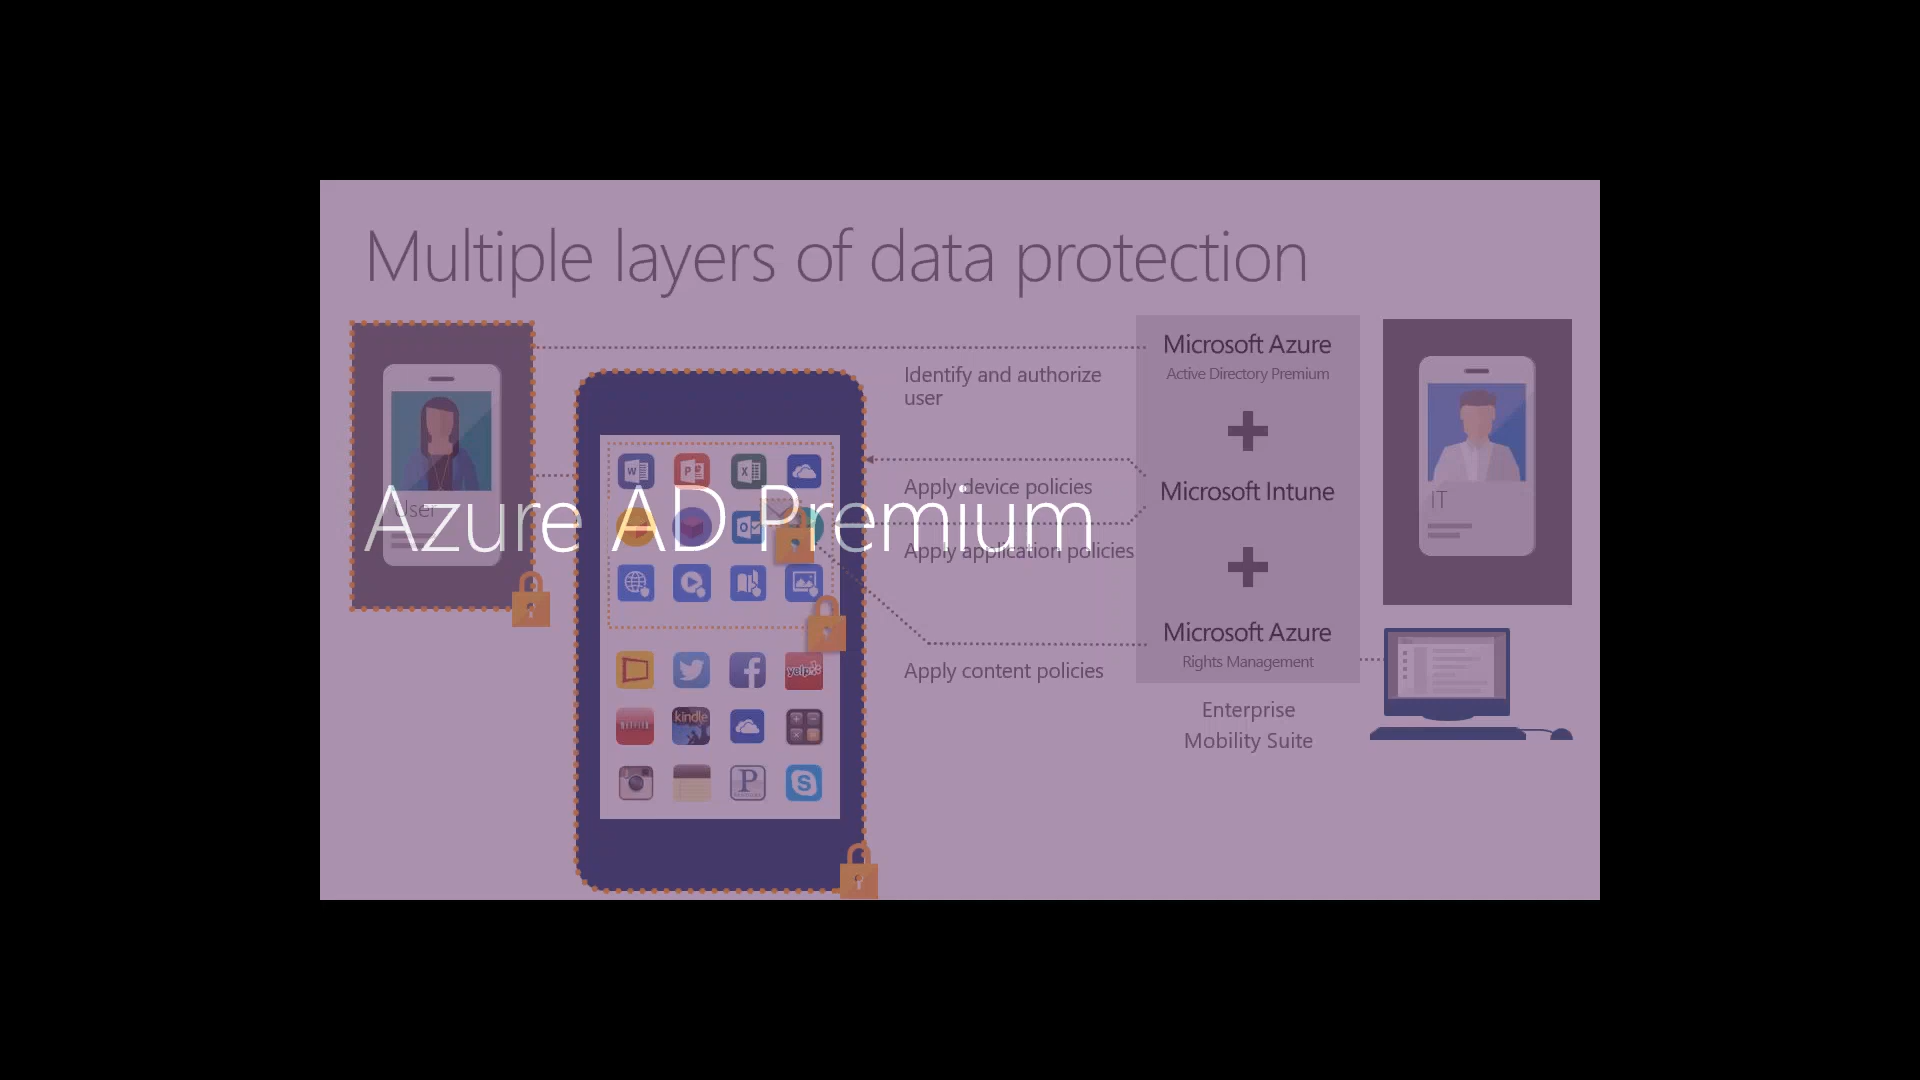 Multiple layers of data protection
Microsoft Azure
Active Directory Premium
Identify and authorize
user
Apply device policies
Microsoft Intune
User
IT
Azure AD Premium
Apply application policies
Microsoft Azure
Rights Management
Apply content policies
yelp
Enterprise
Mobility Suite
kindle